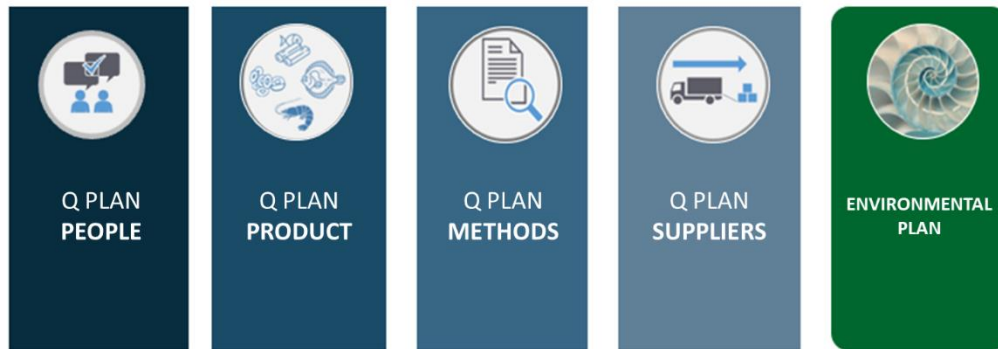 Q PLAN
PEOPLE
Q PLAN
PRODUCT
Q PLAN
METHODS
Q PLAN
SUPPLIERS
ENVIRONMENTAL
PLAN